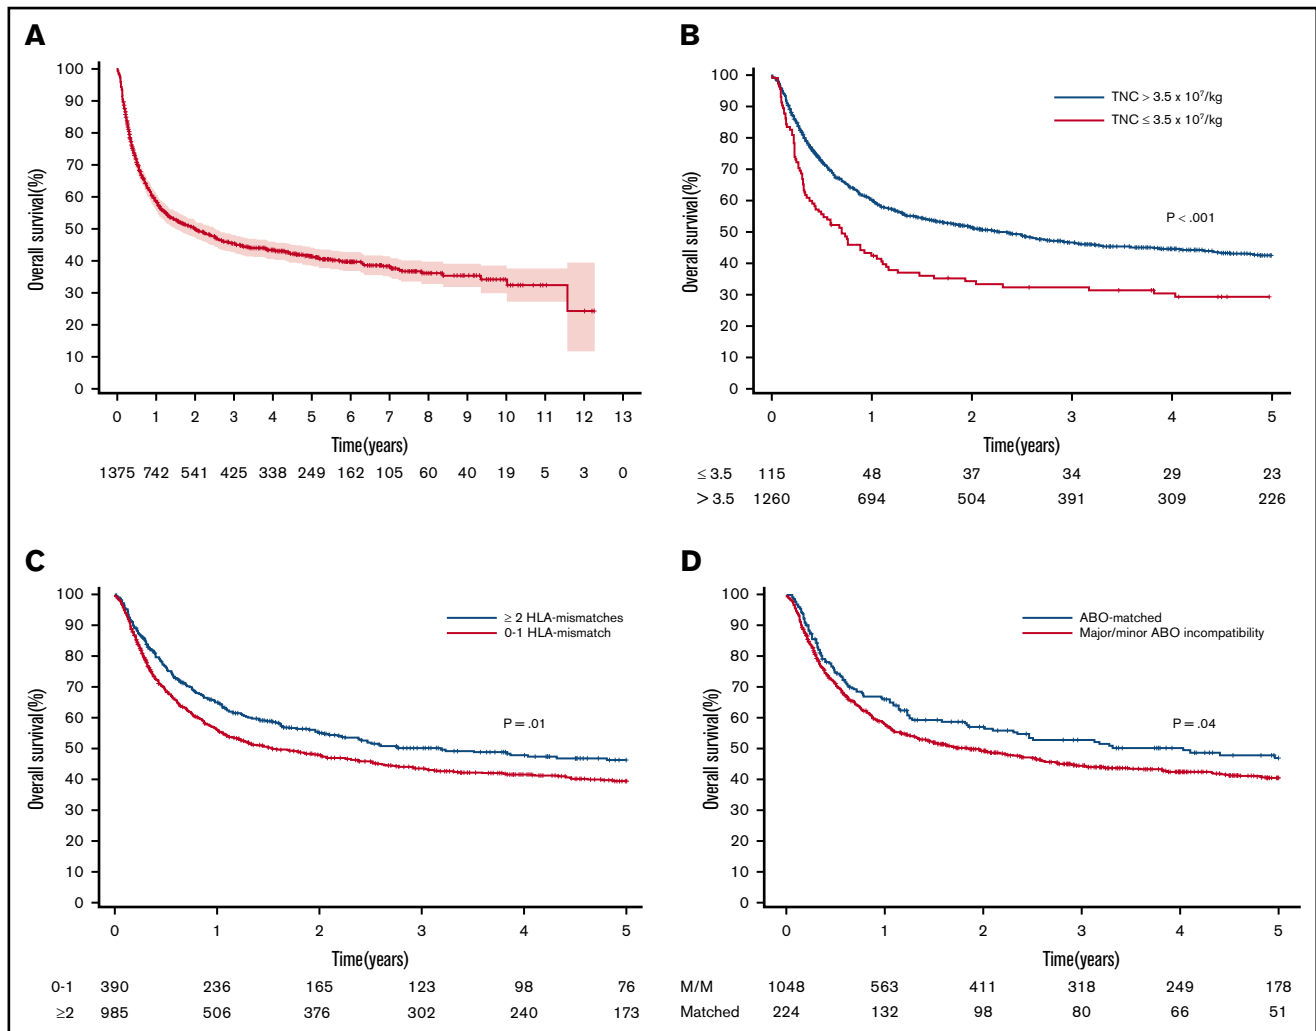 A
Overall survival(%)
100
90
80
70
60
50
40
30
20
10
0
0 1 2 3 4 5 6 7 8 9 10 11 12 13
Time(years)
1375 742 541 425 338 249 162 105 60 40 19 5 3 0
B
Overall survival(%)
100
90
80
70
60
50
40
30
20
10
0
TNC > 3.5 x 10⁷/kg
TNC ≤ 3.5 x 10⁷/kg
P < .001
0 1 2 3 4 5
Time(years)
≤ 3.5 115 48 37 34 29 23
> 3.5 1260 694 504 391 309 226
C
Overall survival(%)
100
90
80
70
60
50
40
30
20
10
0
≥ 2 HLA-mismatches
0-1 HLA-mismatch
P = .01
0 1 2 3 4 5
Time(years)
0-1 390 236 165 123 98 76
≥2 985 506 376 302 240 173
D
Overall survival(%)
100
90
80
70
60
50
40
30
20
10
0
ABO-matched
Major/minor ABO incompatibility
P = .04
0 1 2 3 4 5
Time(years)
M/M 1048 563 411 318 249 178
Matched 224 132 98 80 66 51